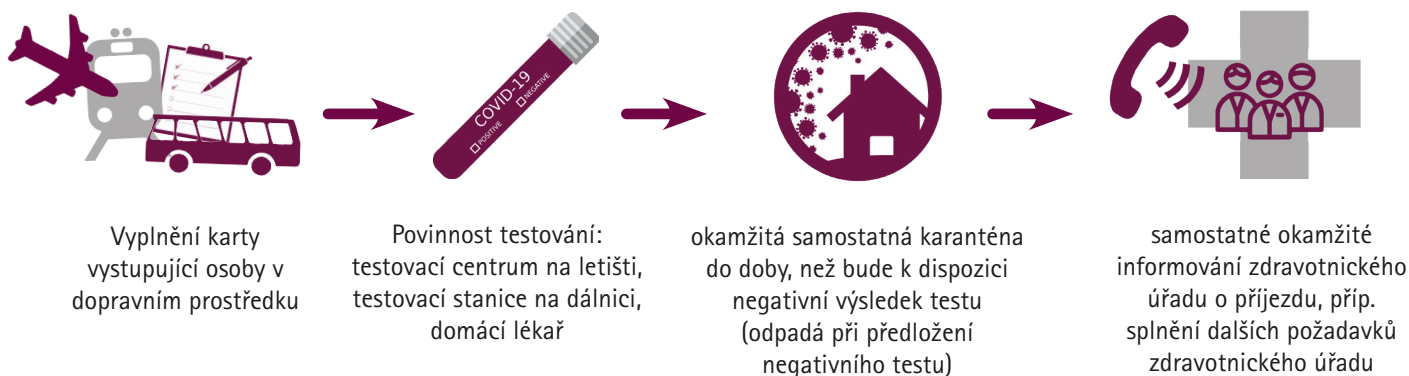 COVID-19
POSITIVE
NEGATIVE
Vyplnění karty
vystupující osoby v
dopravním prostředku
Povinnost testování:
testovací centrum na letišti,
testovací stanice na dálnici,
domácí lékař
okamžitá samostatná karanténa
do doby, než bude k dispozici
negativní výsledek testu
(odpadá při předložení
negativního testu)
samostatné okamžité
informování zdravotnického
úřadu o příjezdu, příp.
splnění dalších požadavků
zdravotnického úřadu